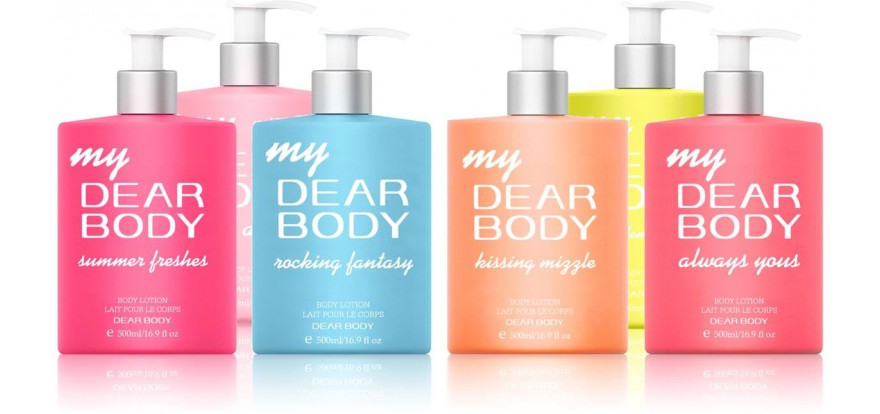 my
DEAR
BODY
summer freshes
BODY LOTION
LAIT POUR LE CORPS
DEAR BODY
e 500ml/16.9 fl oz
my
DEAR
BODY
rocking fantasy
BODY LOTION
LAIT POUR LE CORPS
DEAR BODY
e 500ml/16.9 fl oz
my
DEAR
BODY
kissing mizzle
BODY LOTION
LAIT POUR LE CORPS
DEAR BODY
e 500ml/16.9 fl oz
my
DEAR
BODY
always yous
BODY LOTION
LAIT POUR LE CORPS
DEAR BODY
e 500ml/16.9 fl oz